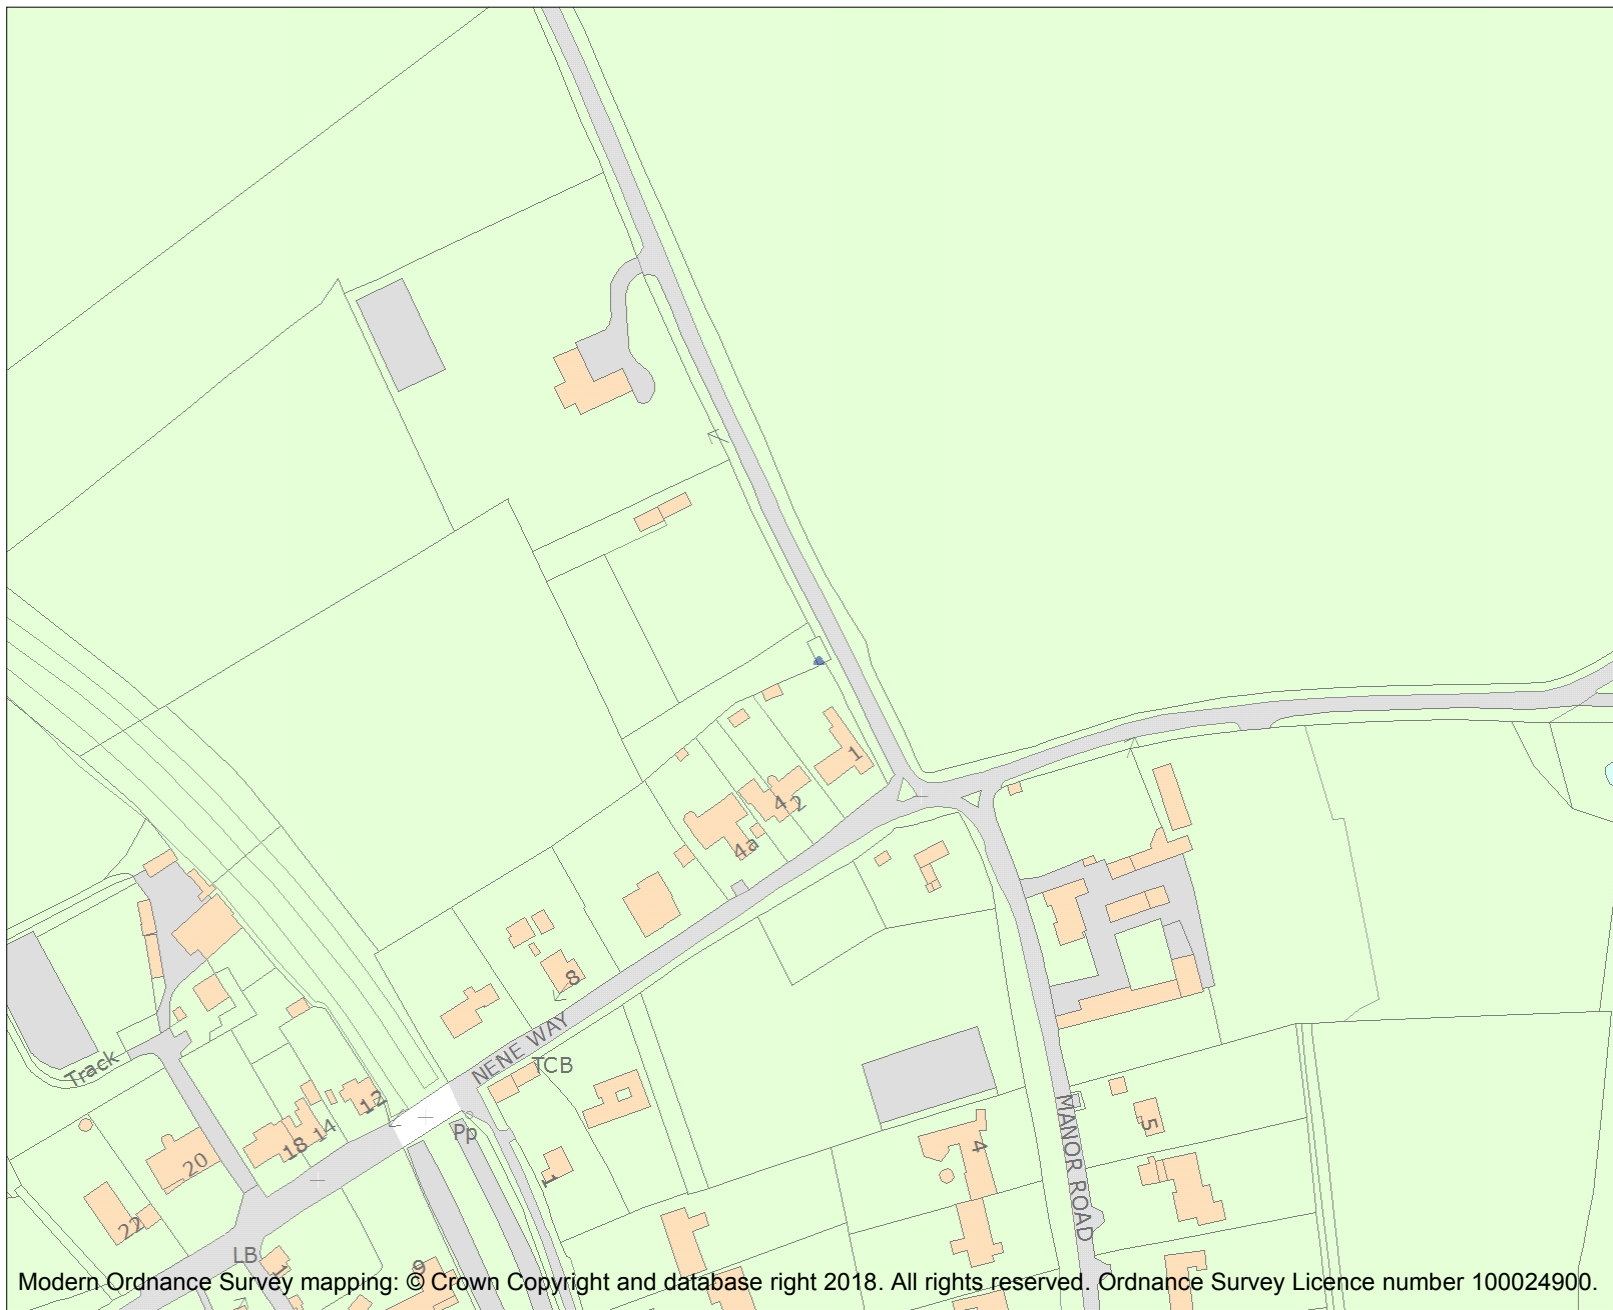 1
4
2
4a
8
NENE WAY
TCB
Track
12
14
18
Pp
MANOR ROAD
5
4
20
1
22
LB
1
9
Modern Ordnance Survey mapping: © Crown Copyright and database right 2018. All rights reserved. Ordnance Survey Licence number 100024900.